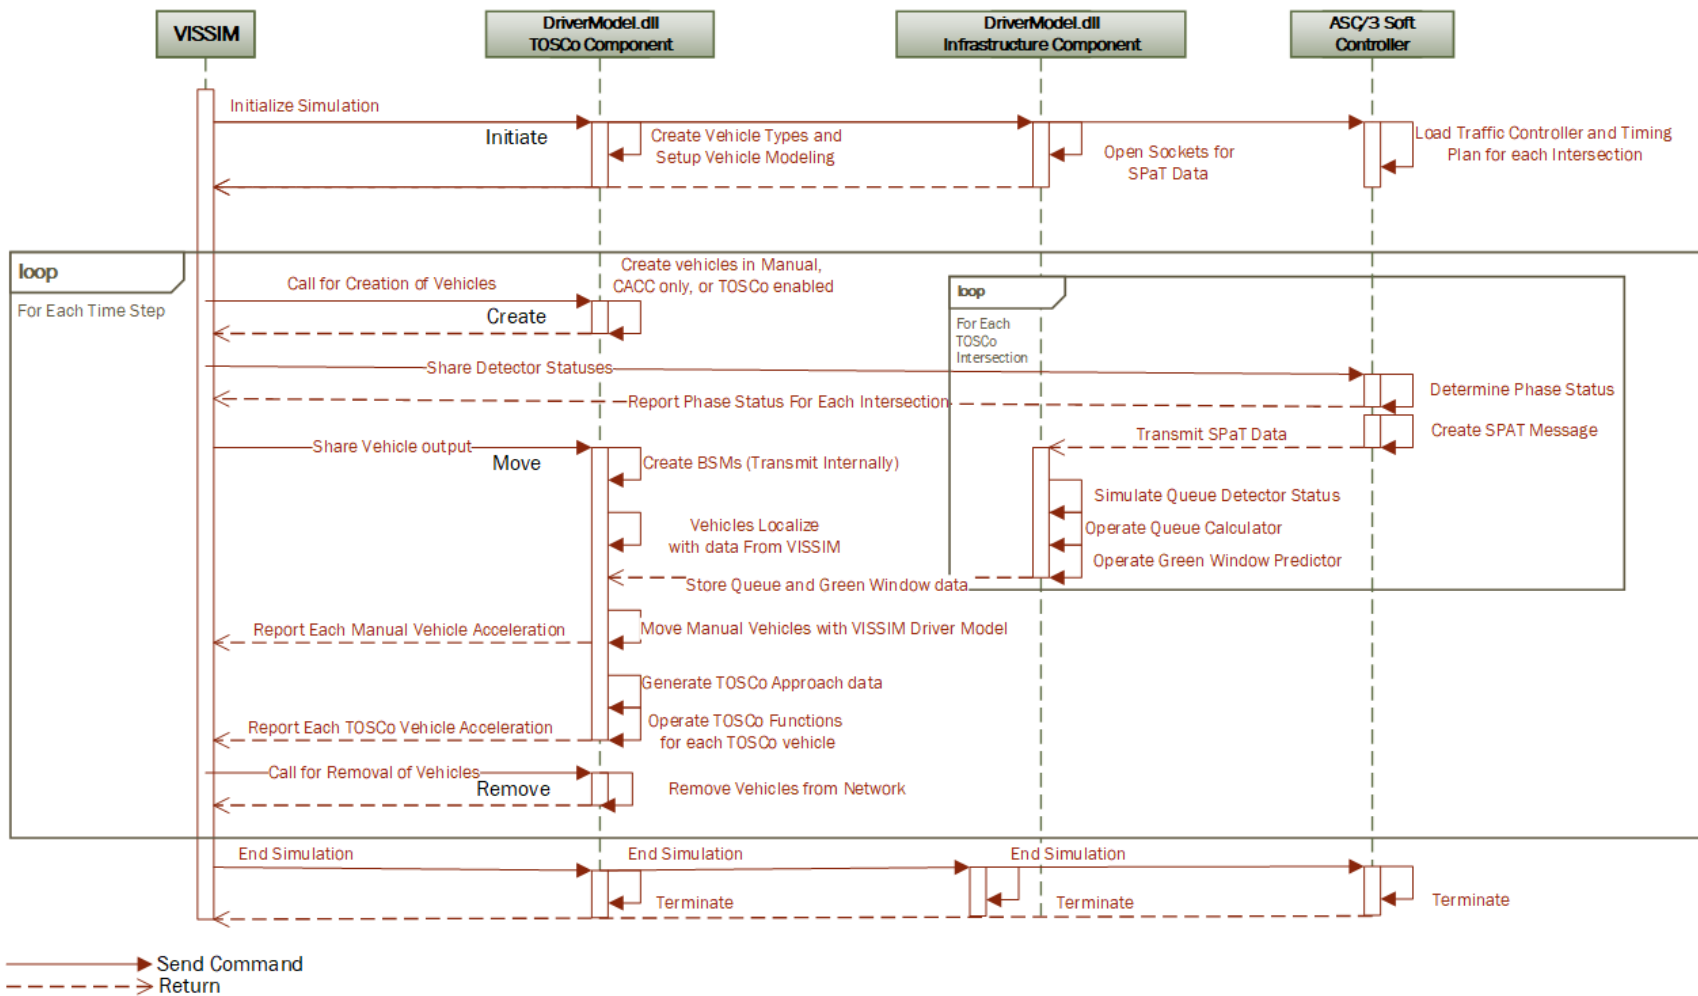 VISSIM
DriverModel.dll
TOSCo Component
DriverModel.dll
Infrastructure Component
ASC/3 Soft
Controller
Initialize Simulation
Initiate
Create Vehicle Types and
Setup Vehicle Modeling
Open Sockets for
SPaT Data
Load Traffic Controller and Timing
Plan for each Intersection
loop
For Each Time Step
Call for Creation of Vehicles
Create
Create vehicles in Manual,
CACC only, or TOSCo enabled
loop
For Each
TOSCo
Intersection
Share Detector Statuses
Determine Phase Status
Report Phase Status For Each Intersection
Create SPAT Message
Transmit SPaT Data
Share Vehicle output
Move
Create BSMs (Transmit Internally)
Simulate Queue Detector Status
Vehicles Localize
with data From VISSIM
Operate Queue Calculator
Operate Green Window Predictor
Store Queue and Green Window data
Report Each Manual Vehicle Acceleration
Move Manual Vehicles with VISSIM Driver Model
Generate TOSCo Approach data
Report Each TOSCo Vehicle Acceleration
Operate TOSCo Functions
for each TOSCo vehicle
Call for Removal of Vehicles
Remove
Remove Vehicles from Network
End Simulation
End Simulation
End Simulation
Terminate
Terminate
Terminate
Send Command
Return